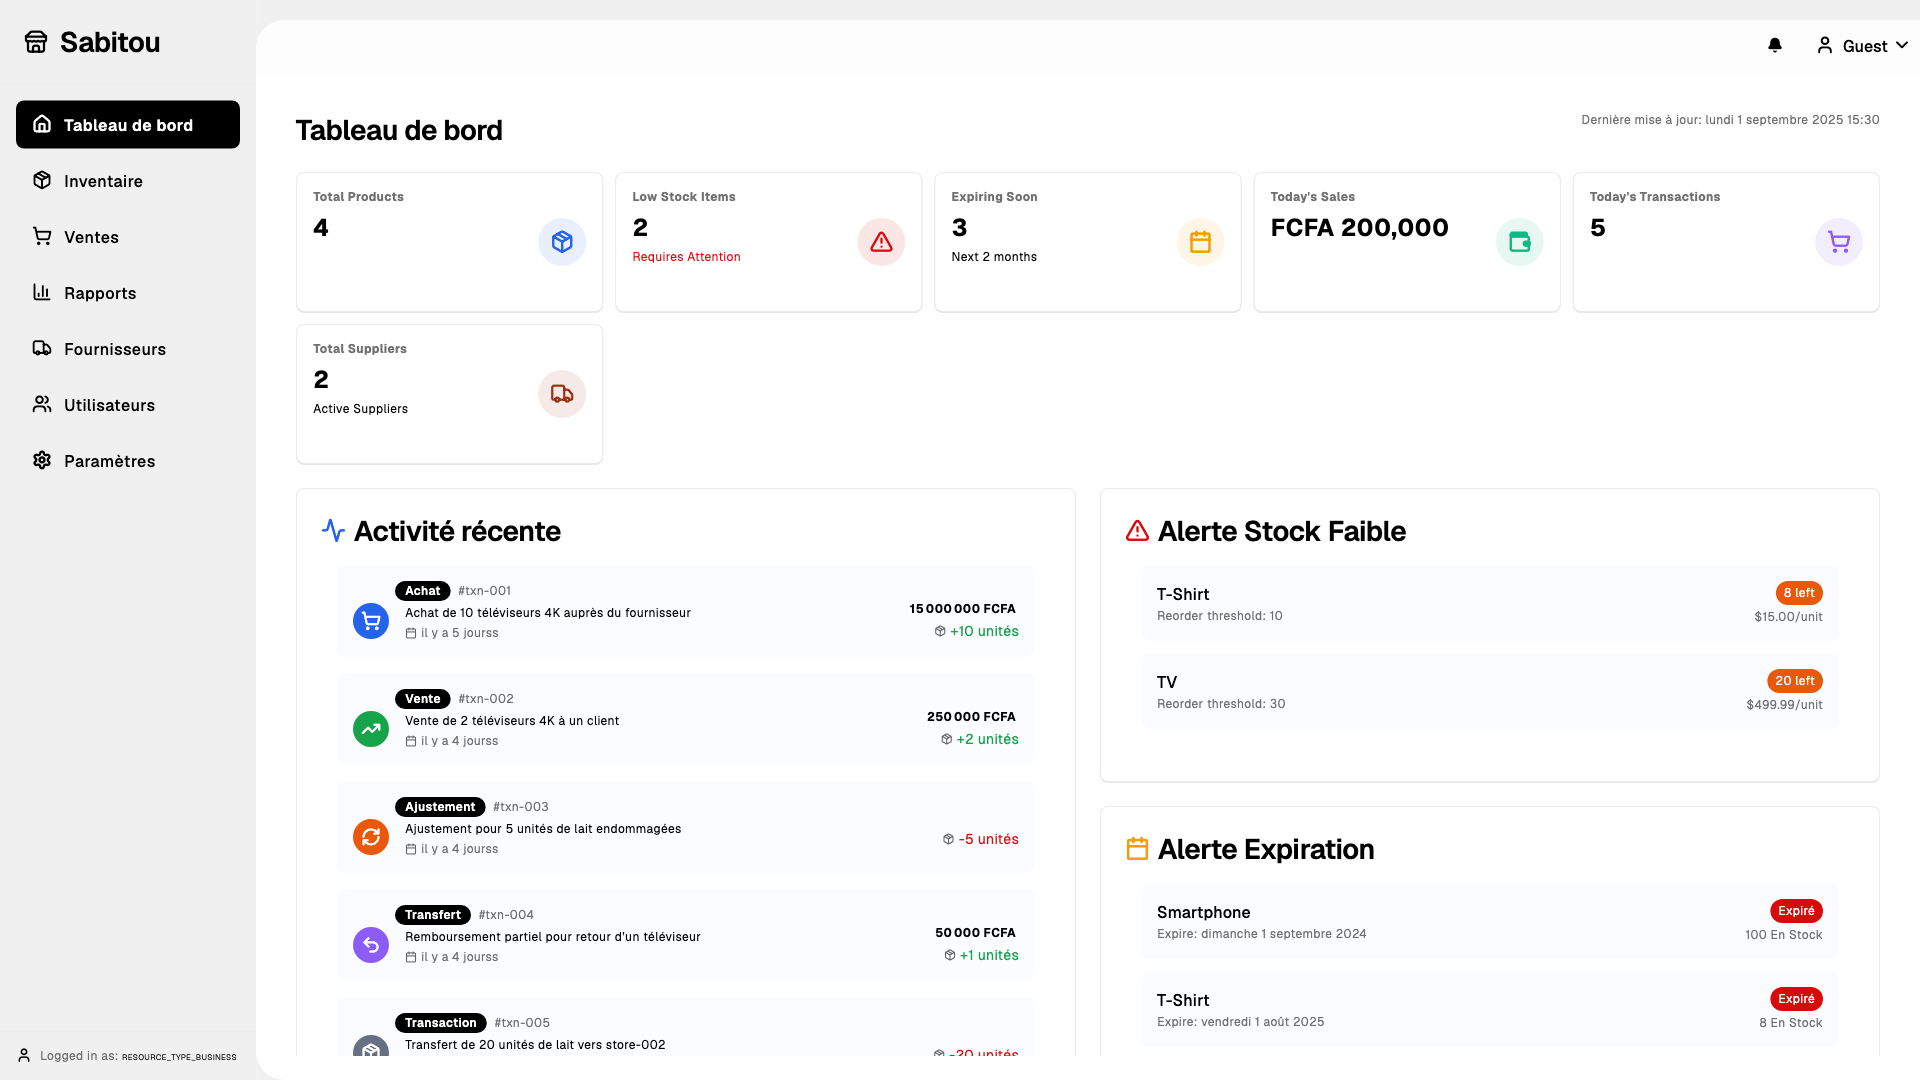 Sabitou
Guest
Tableau de bord
Inventaire
Ventes
Rapports
Fournisseurs
Utilisateurs
Paramètres
Logged in as: RESOURCE_TYPE_BUSINESS
Tableau de bord
Dernière mise à jour: lundi 1 septembre 2025 15:30
Total Products
4
Low Stock Items
2
Requires Attention
Expiring Soon
3
Next 2 months
Today's Sales
FCFA 200,000
Today's Transactions
5
Total Suppliers
2
Active Suppliers
Activité récente
Achat #txn-001
Achat de 10 téléviseurs 4K auprès du fournisseur
il y a 5 jourss
15 000 000 FCFA
+10 unités
Vente #txn-002
Vente de 2 téléviseurs 4K à un client
il y a 4 jourss
250 000 FCFA
+2 unités
Ajustement #txn-003
Ajustement pour 5 unités de lait endommagées
il y a 4 jourss
-5 unités
Transfert #txn-004
Remboursement partiel pour retour d'un téléviseur
il y a 4 jourss
50 000 FCFA
+1 unités
Transaction #txn-005
Transfert de 20 unités de lait vers store-002
-20 unités
Alerte Stock Faible
T-Shirt
Reorder threshold: 10
8 left
$15.00/unit
TV
Reorder threshold: 30
20 left
$499.99/unit
Alerte Expiration
Smartphone
Expire: dimanche 1 septembre 2024
Expiré
100 En Stock
T-Shirt
Expire: vendredi 1 août 2025
Expiré
8 En Stock